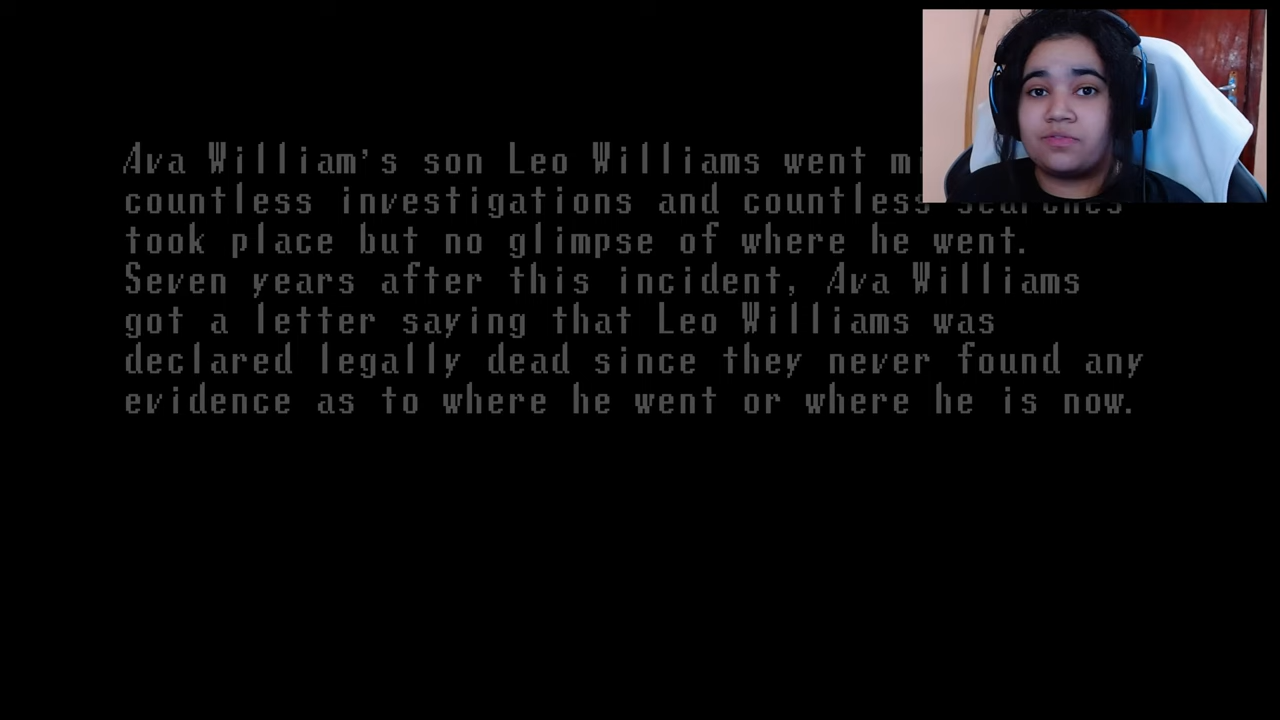 Ava William's son Leo Williams went
countless investigations and countless searches
took place but no glimpse of where he went.
Seven years after this incident, Ava Williams
got a letter saying that Leo Williams was
declared legally dead since they never found any
evidence as to where he went or where he is now.